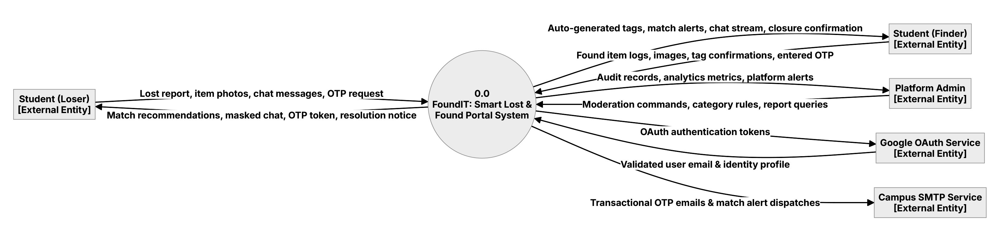 Auto-generated tags, match alerts, chat stream, closure confirmation
Student (Finder)
[External Entity]
Found item logs, images, tag confirmations, entered OTP
Audit records, analytics metrics, platform alerts
Platform Admin
[External Entity]
Student (Loser)
[External Entity]
Lost report, item photos, chat messages, OTP request
Match recommendations, masked chat, OTP token, resolution notice
0.0
FoundIT: Smart Lost &
Found Portal System
Moderation commands, category rules, report queries
OAuth authentication tokens
Google OAuth Service
[External Entity]
Validated user email & identity profile
Transactional OTP emails & match alert dispatches
Campus SMTP Service
[External Entity]